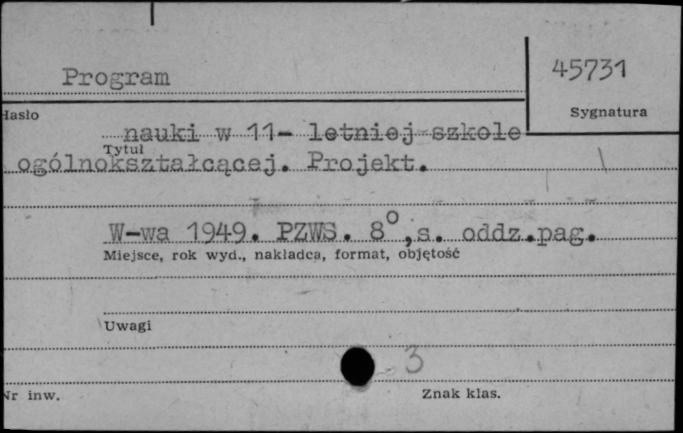 Program
45731
Hasło
Sygnatura
nauki w 11- letniej szkole
Tytuł
ogólnokształcącej. Projekt.
W-wa 1949. PZWS. 8°,s. oddz.pag.
Miejsce, rok wyd., nakładca, format, objętość
Uwagi
3
Nr inw.
Znak klas.